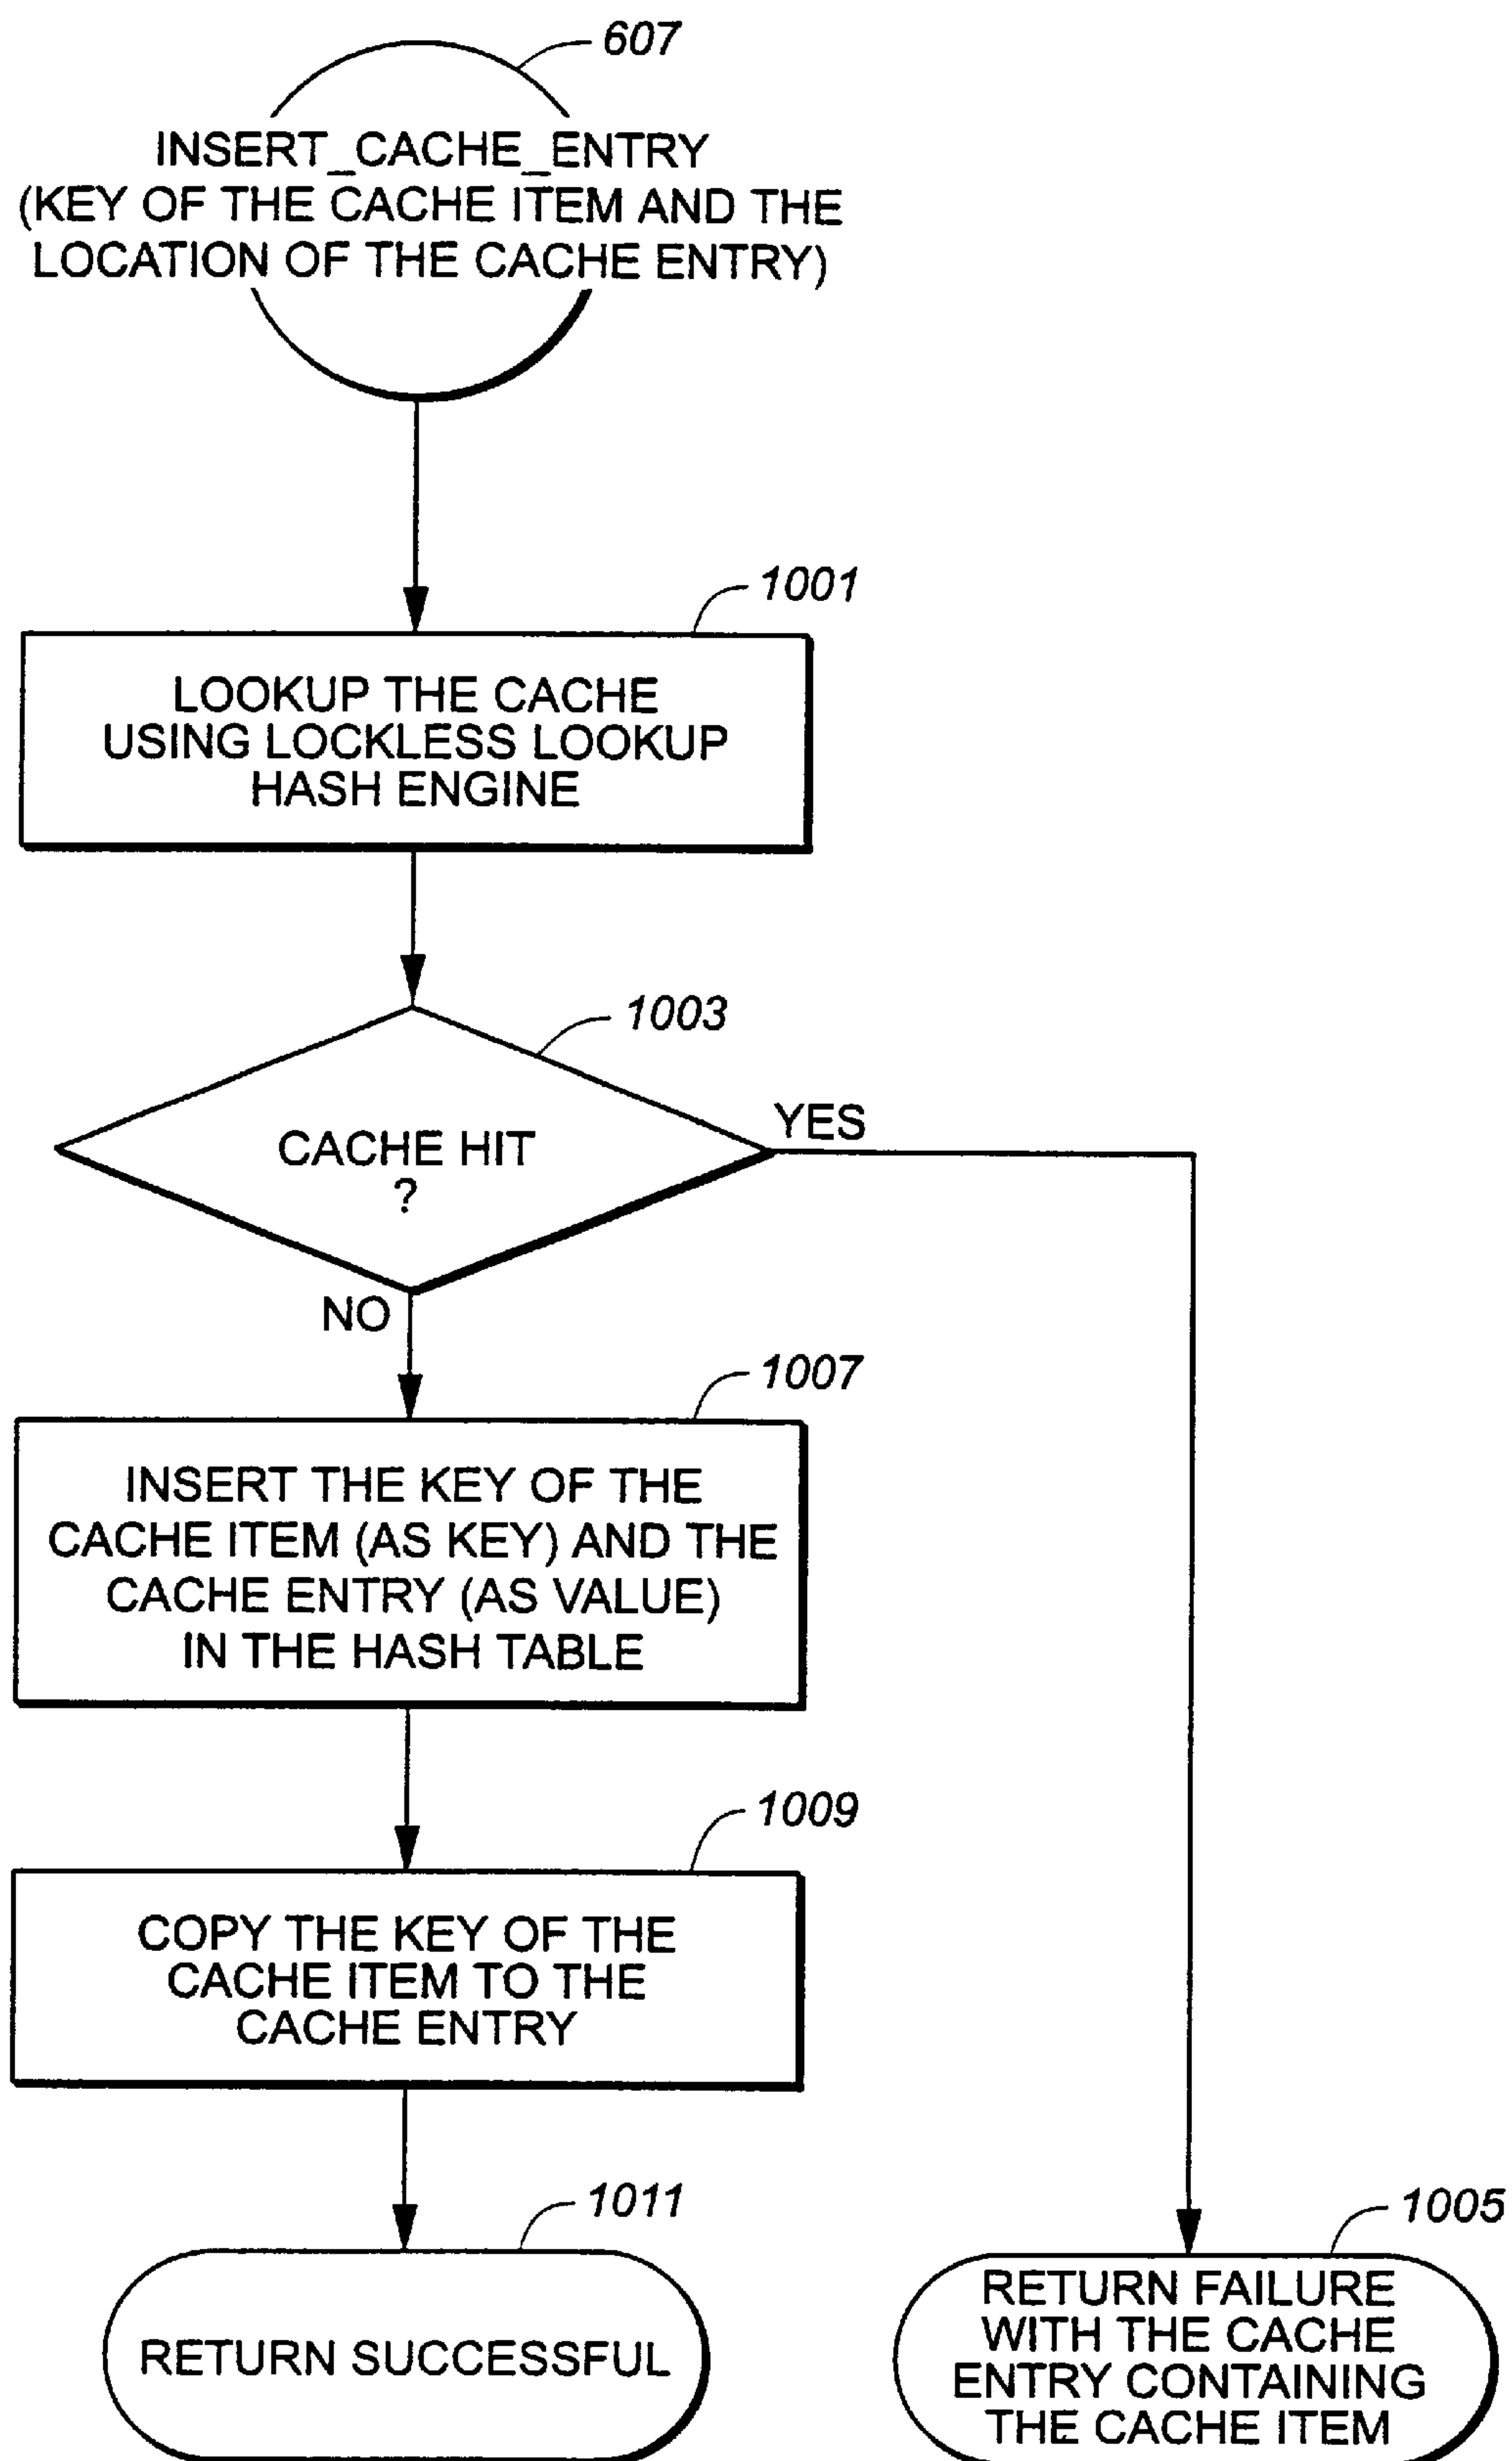 607
INSERT_CACHE_ENTRY
(KEY OF THE CACHE ITEM AND THE
LOCATION OF THE CACHE ENTRY)
1001
LOOKUP THE CACHE
USING LOCKLESS LOOKUP
HASH ENGINE
1003
CACHE HIT
?
YES
NO
1007
INSERT THE KEY OF THE
CACHE ITEM (AS KEY) AND THE
CACHE ENTRY (AS VALUE)
IN THE HASH TABLE
1009
COPY THE KEY OF THE
CACHE ITEM TO THE
CACHE ENTRY
1011
RETURN SUCCESSFUL
1005
RETURN FAILURE
WITH THE CACHE
ENTRY CONTAINING
THE CACHE ITEM